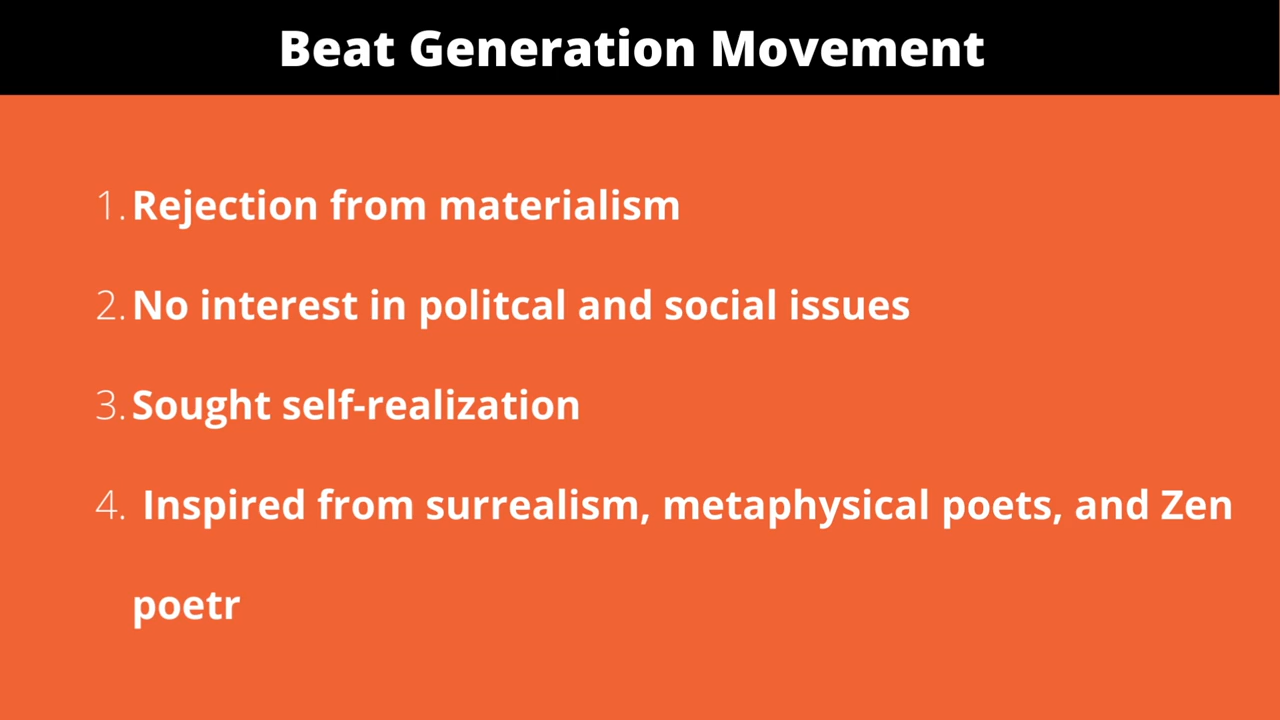 Beat Generation Movement
1. Rejection from materialism
2. No interest in politcal and social issues
3. Sought self-realization
4. Inspired from surrealism, metaphysical poets, and Zen
poetr